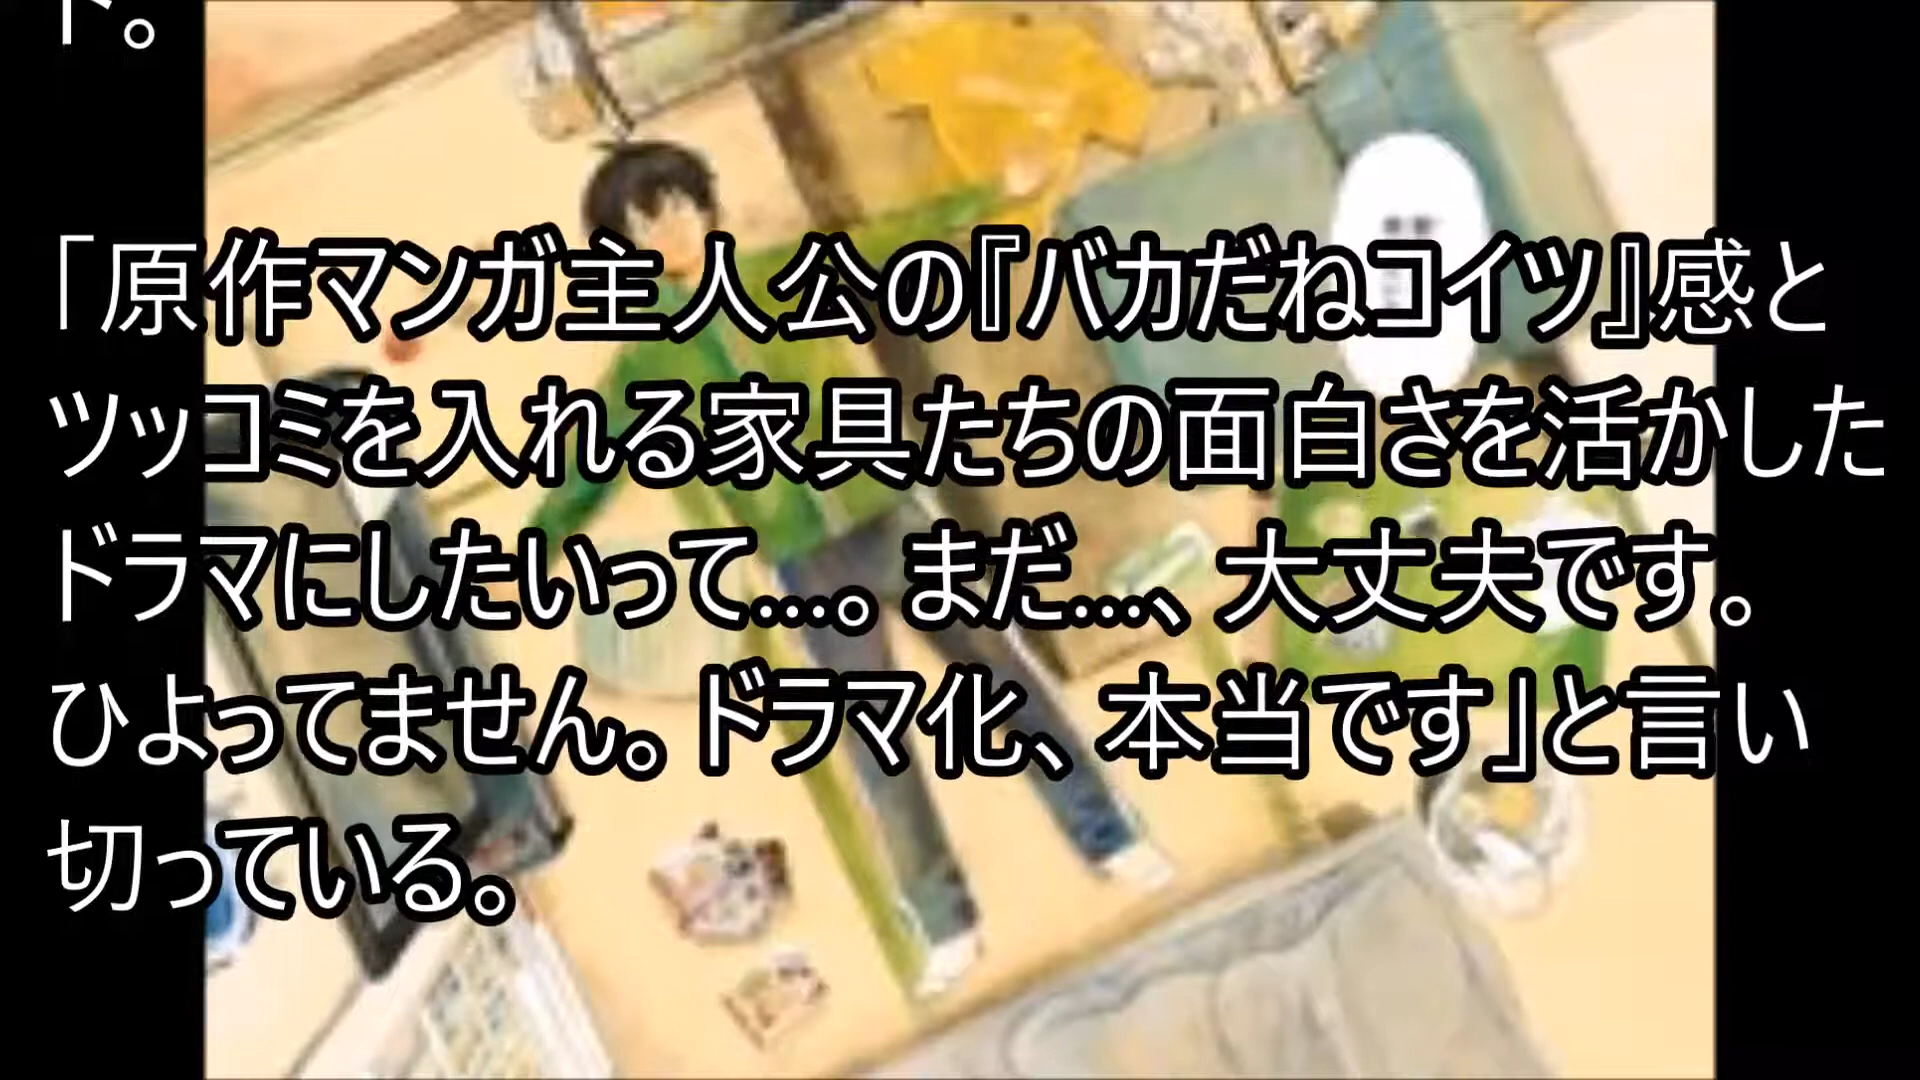 ト。
「原作マンガ主人公の『バカだねコイツ』感と
ツッコミを入れる家具たちの面白さを活かした
ドラマにしたいって…。まだ…、大丈夫です。
ひよってません。ドラマ化、本当です」と言い
切っている。